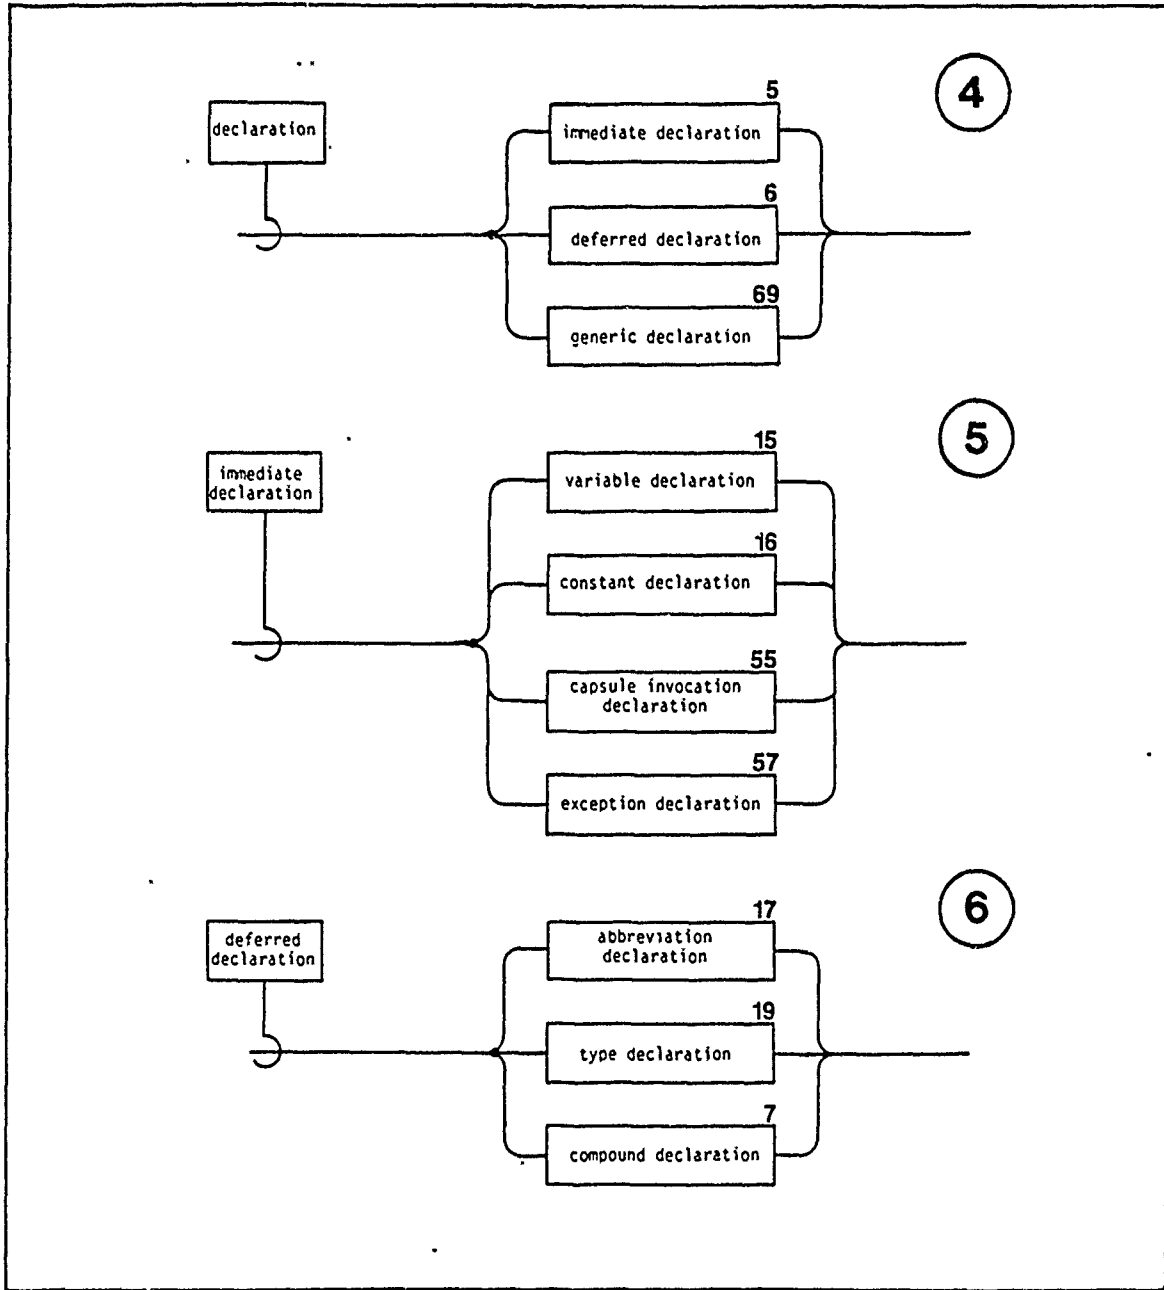 4
declaration
5
immediate declaration
6
deferred declaration
69
generic declaration
5
immediate
declaration
15
variable declaration
16
constant declaration
55
capsule invocation
declaration
57
exception declaration
6
deferred
declaration
17
abbreviation
declaration
19
type declaration
7
compound declaration